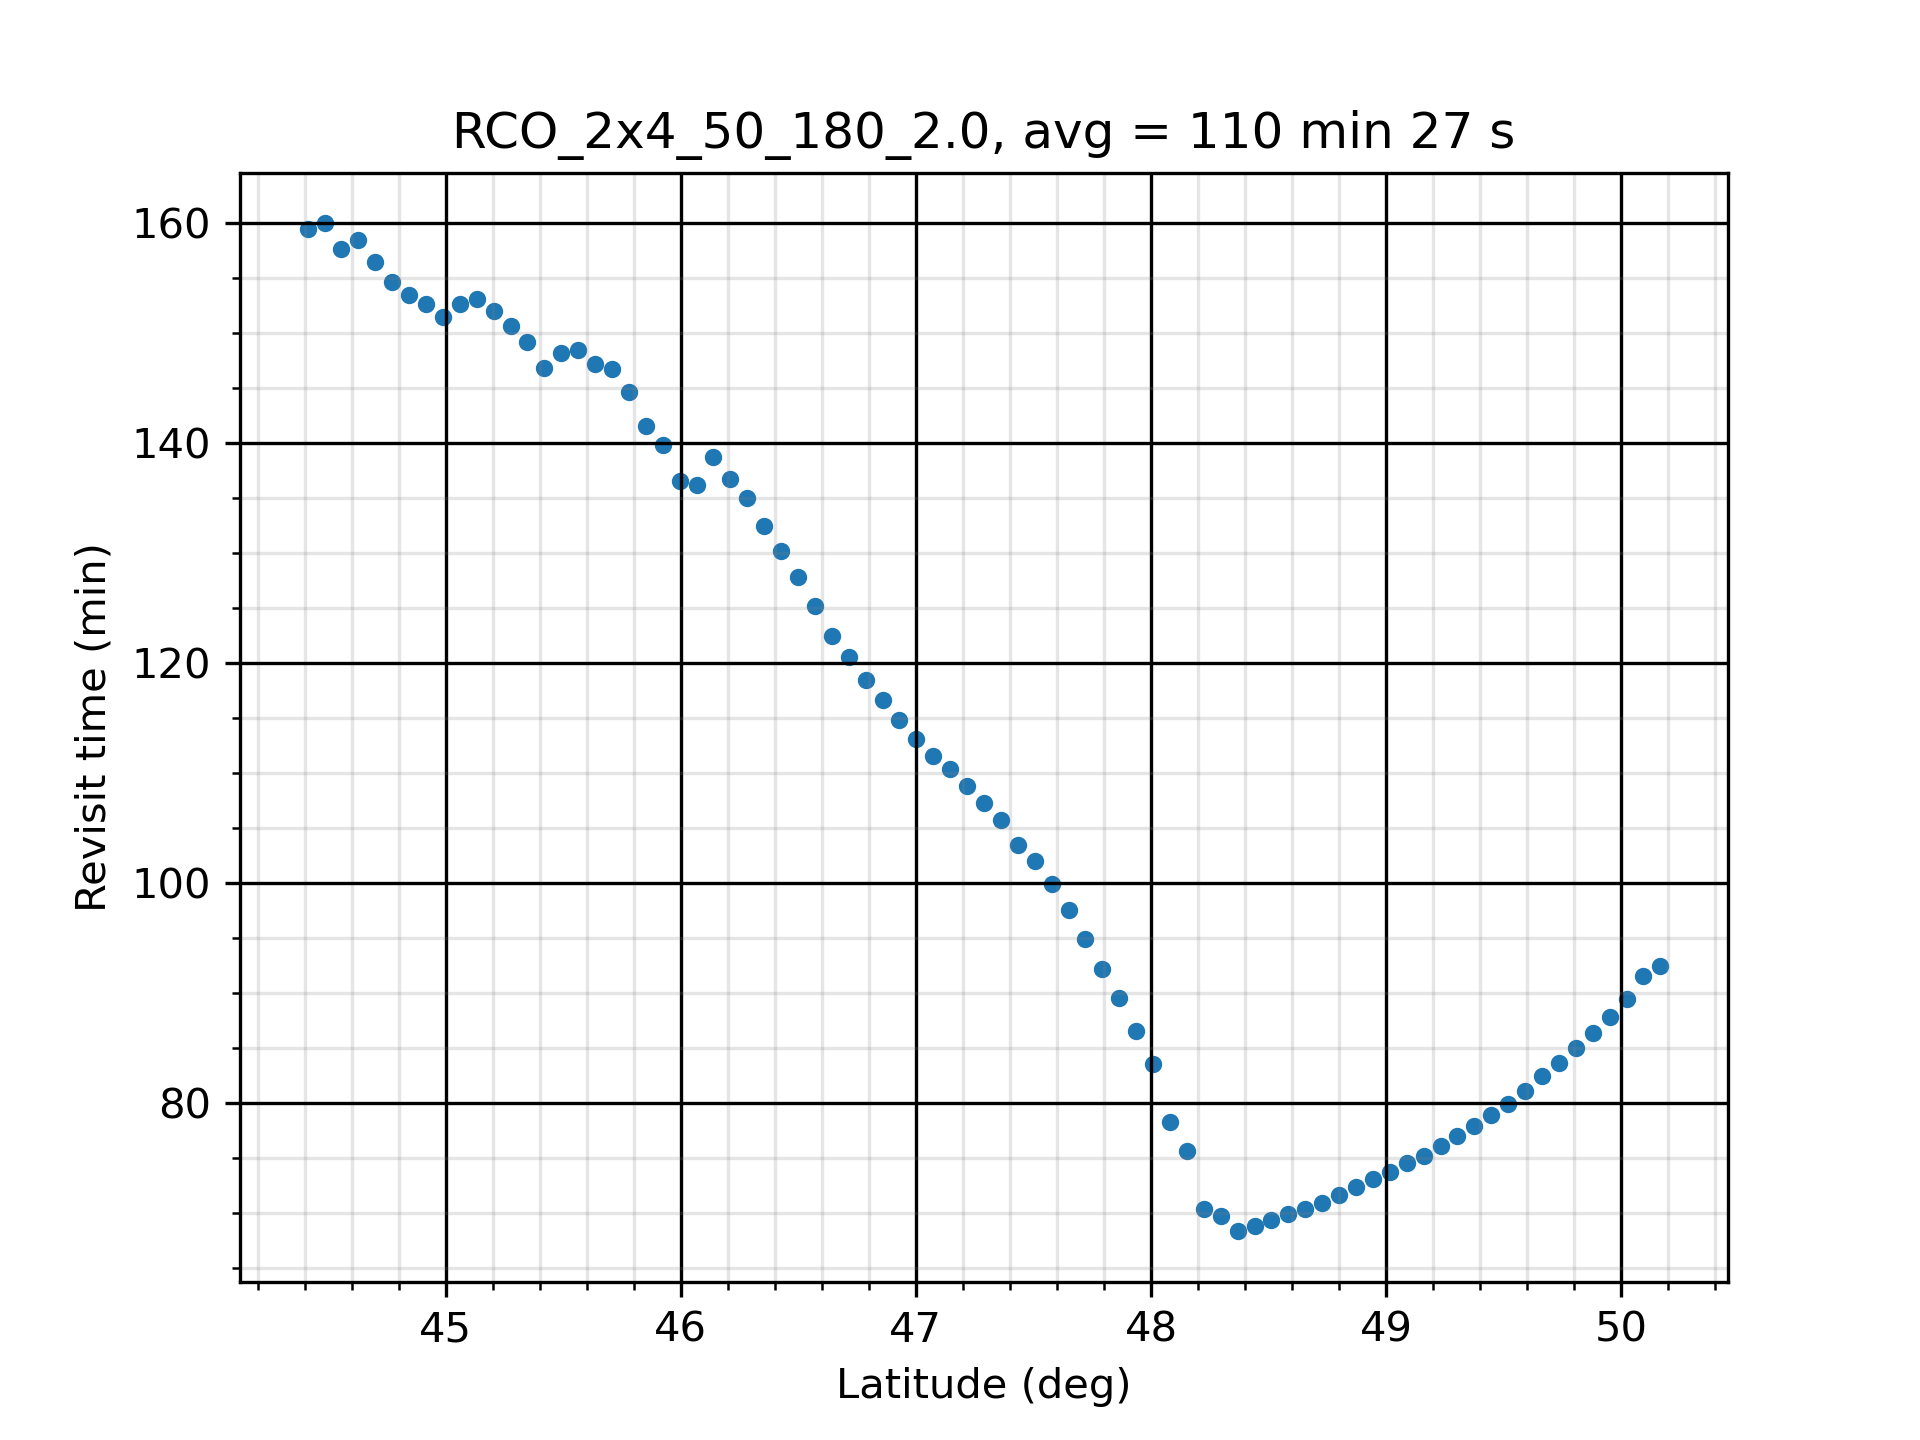 RCO_2x4_50_180_2.0, avg = 110 min 27 s
160
140
120
100
80
Revisit time (min)
45 46 47 48 49 50
Latitude (deg)